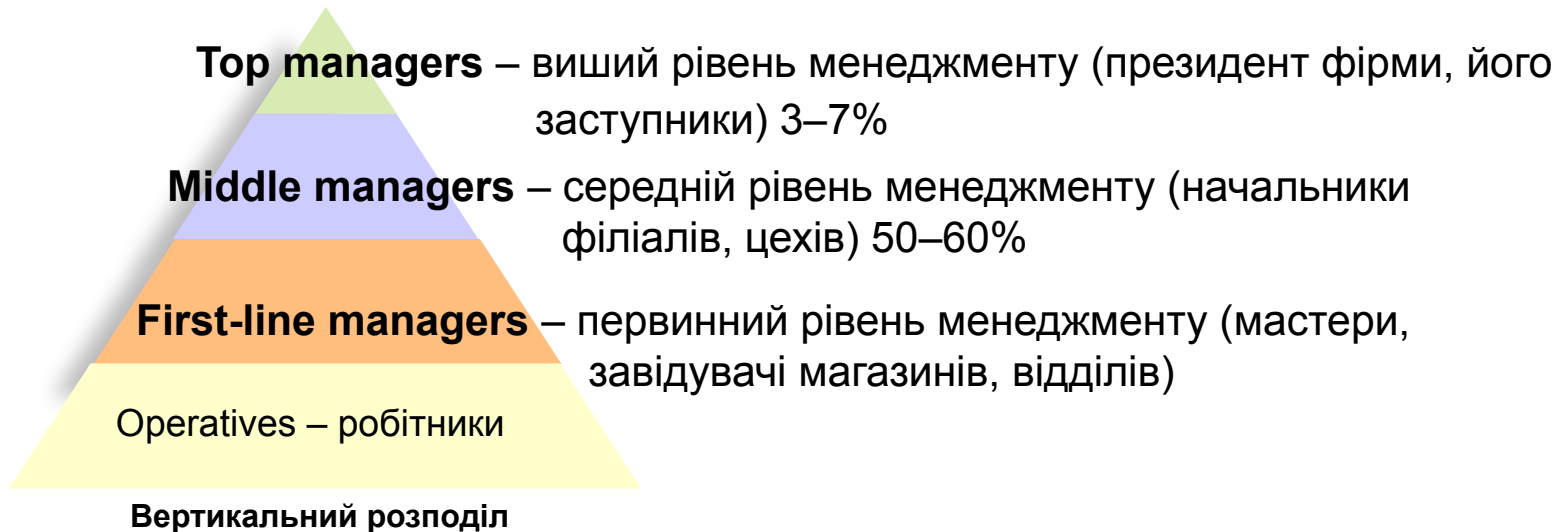 Top managers – виший рівень менеджменту (президент фірми, його
заступники) 3–7%
Middle managers – середній рівень менеджменту (начальники
філіалів, цехів) 50–60%
First-line managers – первинний рівень менеджменту (мастери,
завідувачі магазинів, відділів)
Operatives – робітники
Вертикальний розподіл